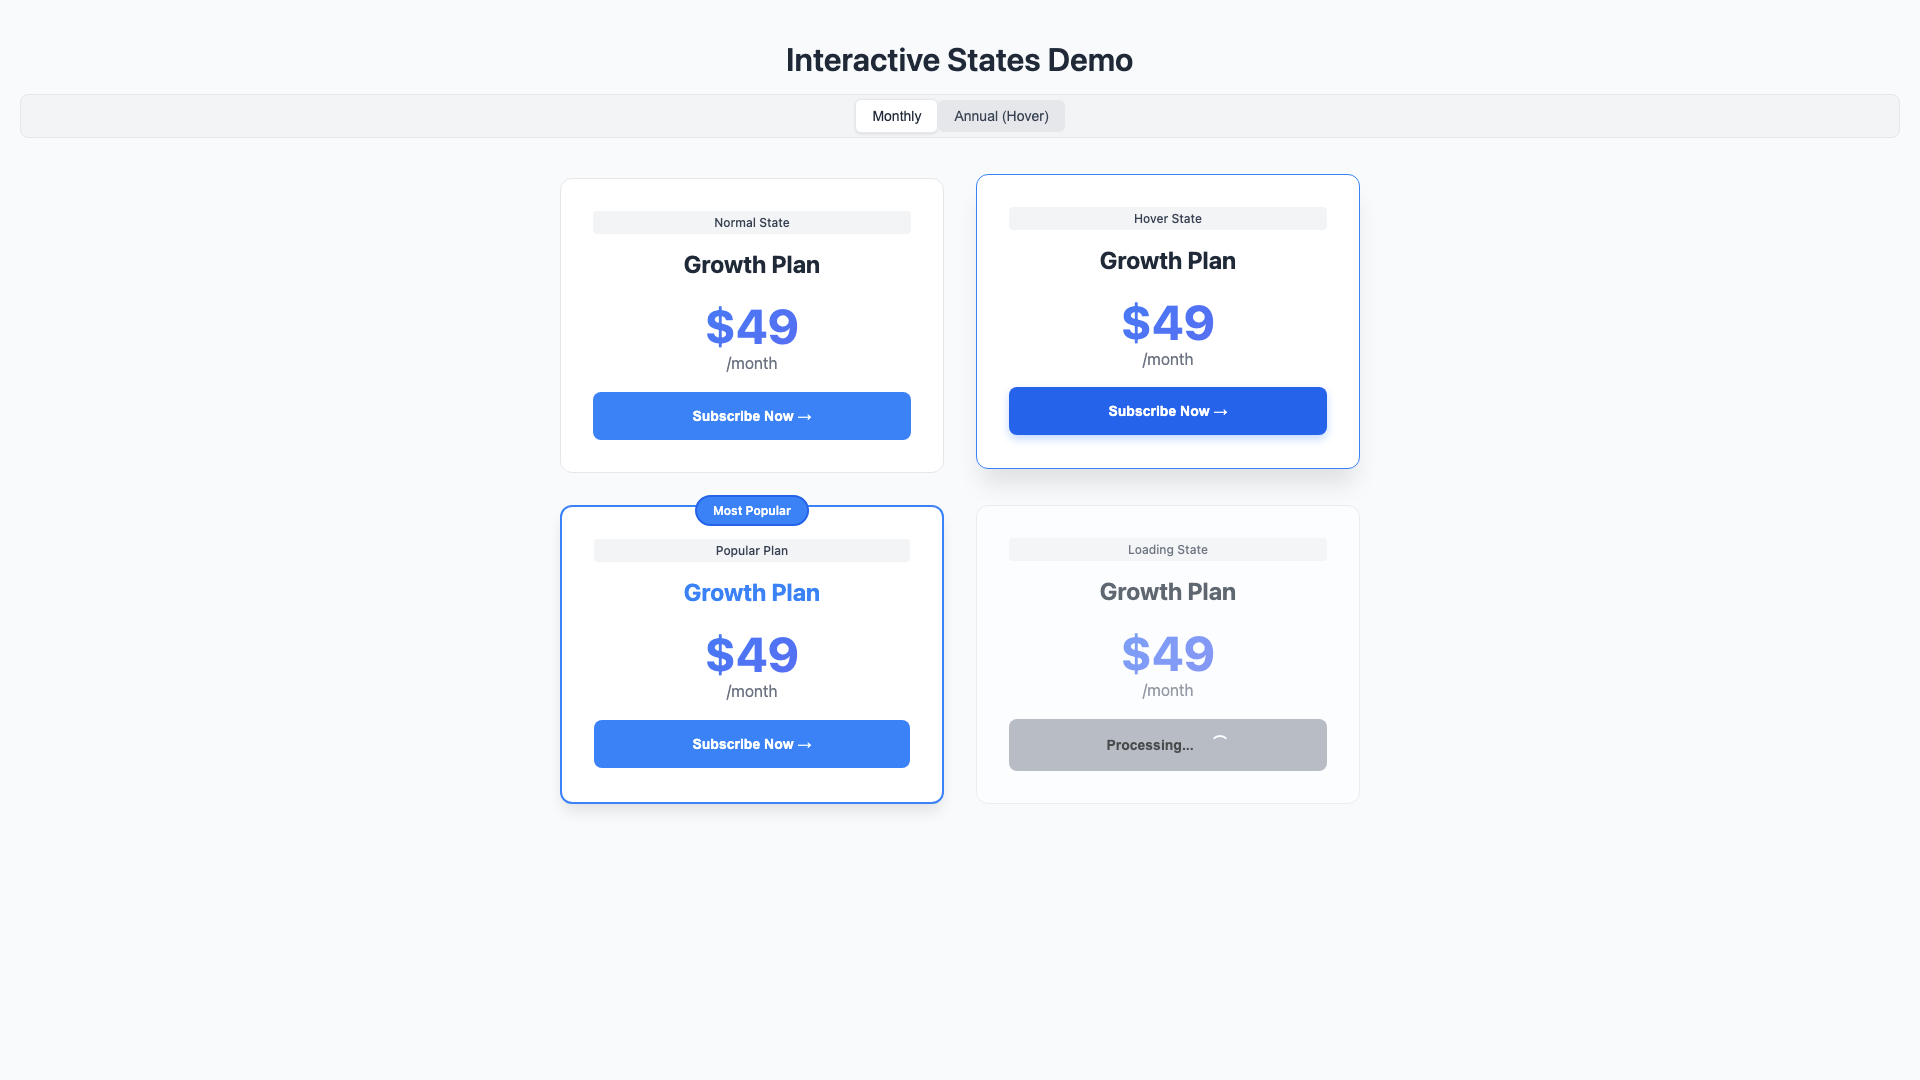 Interactive States Demo
Monthly
Annual (Hover)
Normal State
Growth Plan
$49
/month
Subscribe Now →
Hover State
Growth Plan
$49
/month
Subscribe Now →
Most Popular
Popular Plan
Growth Plan
$49
/month
Subscribe Now →
Loading State
Growth Plan
$49
/month
Processing...